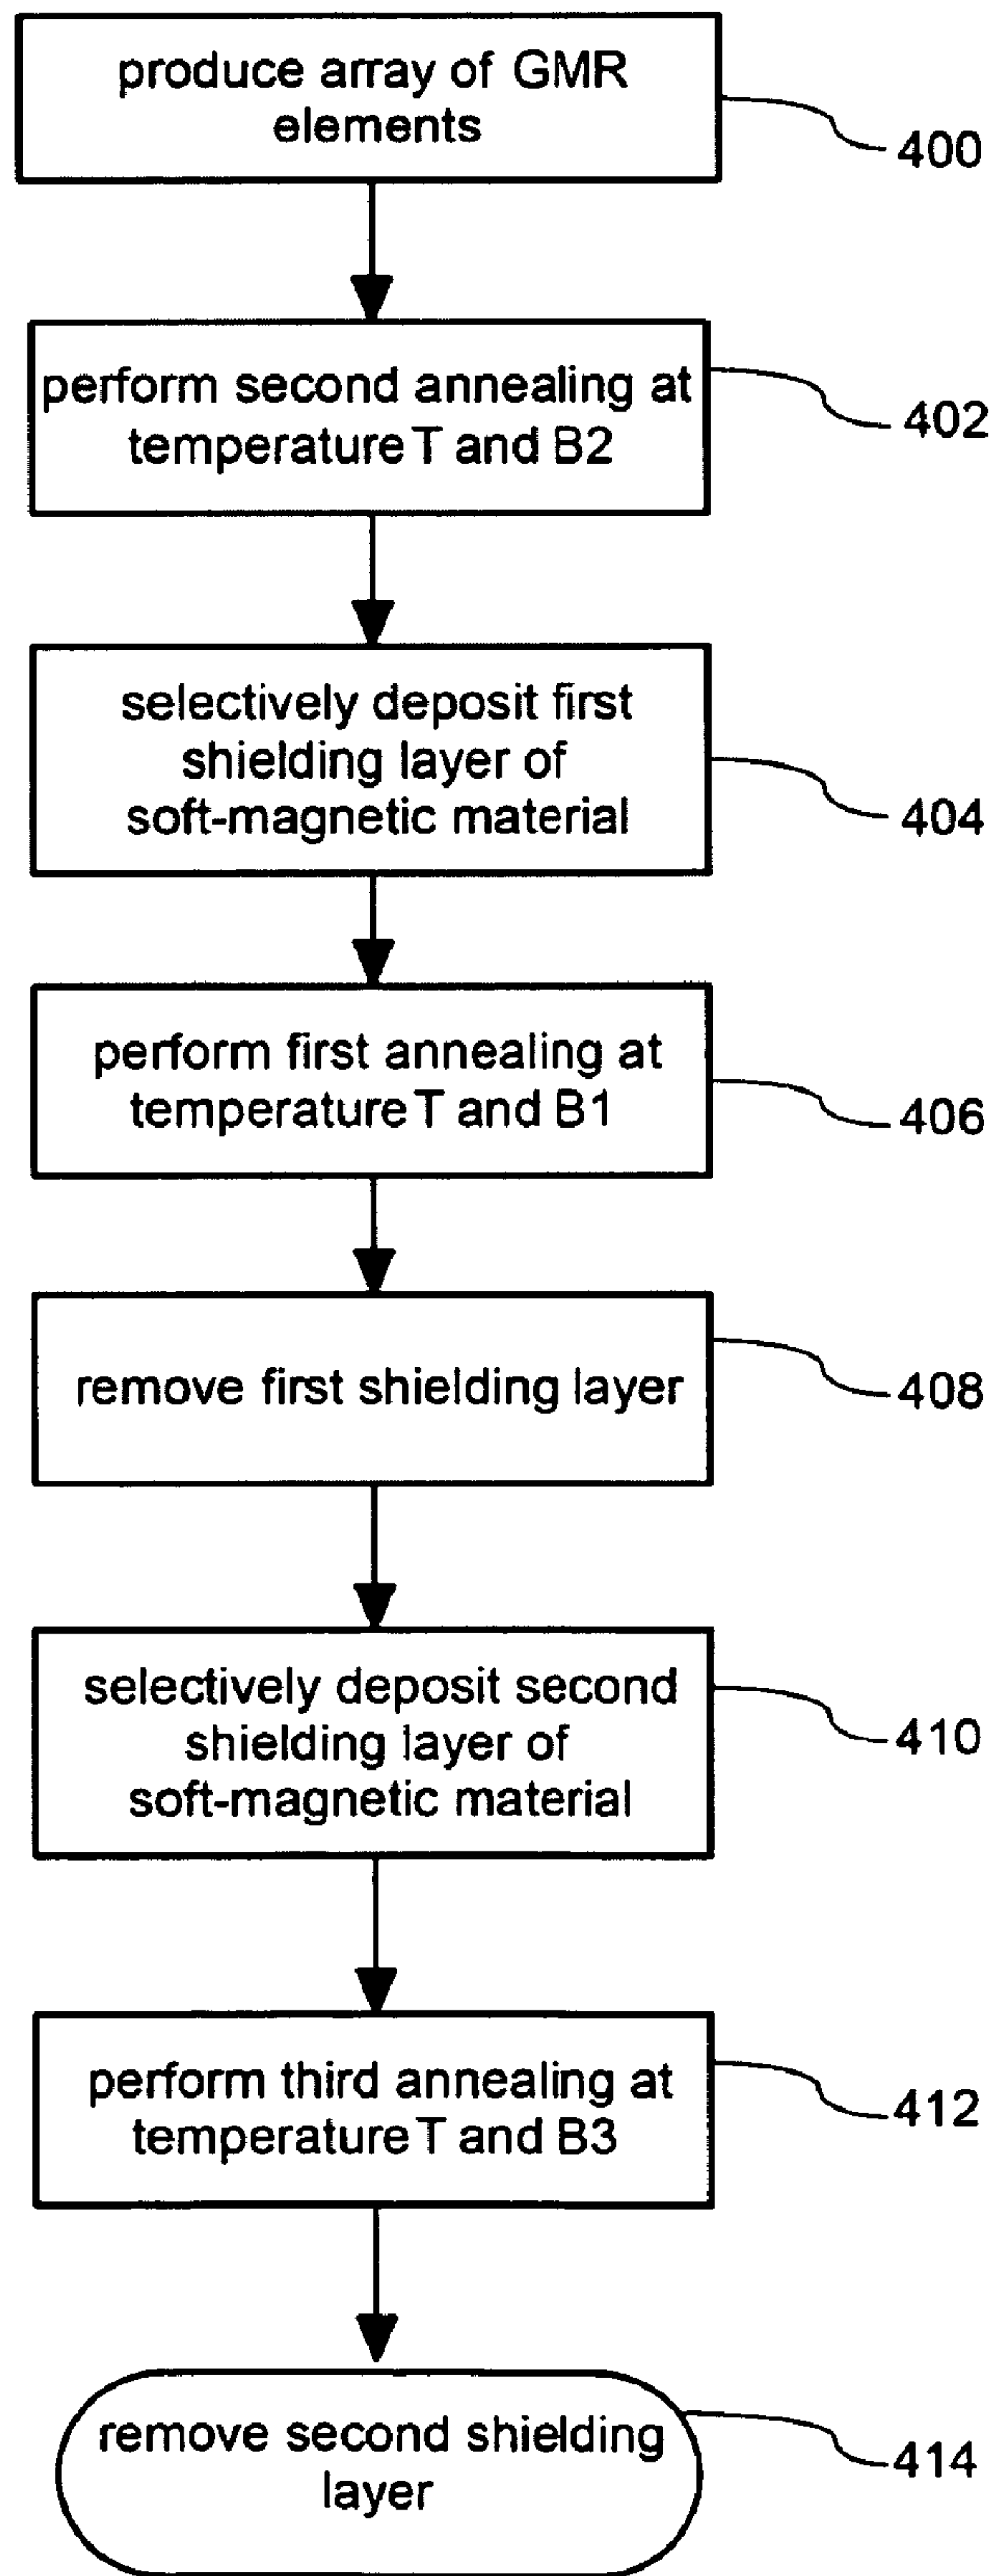 produce array of GMR
elements
400
perform second annealing at
temperature T and B2
402
selectively deposit first
shielding layer of
soft-magnetic material
404
perform first annealing at
temperature T and B1
406
remove first shielding layer
408
selectively deposit second
shielding layer of
soft-magnetic material
410
perform third annealing at
temperature T and B3
412
remove second shielding
layer
414